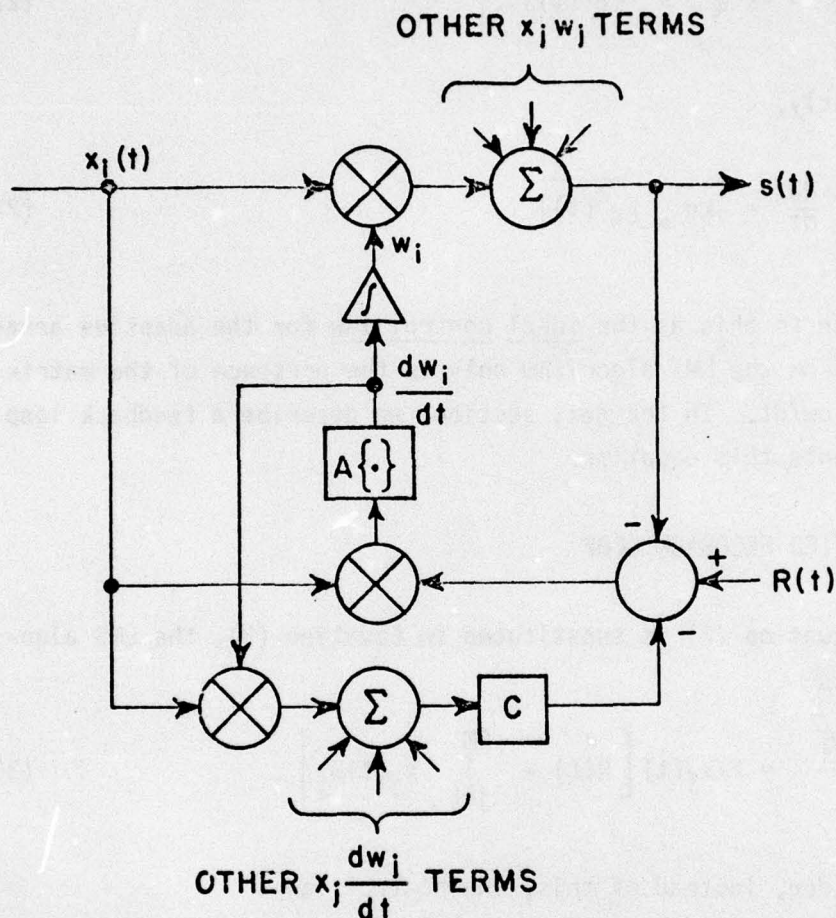 OTHER x_j w_j TERMS
x_i(t)
Σ
s(t)
w_i
∫
dw_i
dt
A{·}
-
+
R(t)
-
Σ
C
OTHER x_j dw_j/dt TERMS